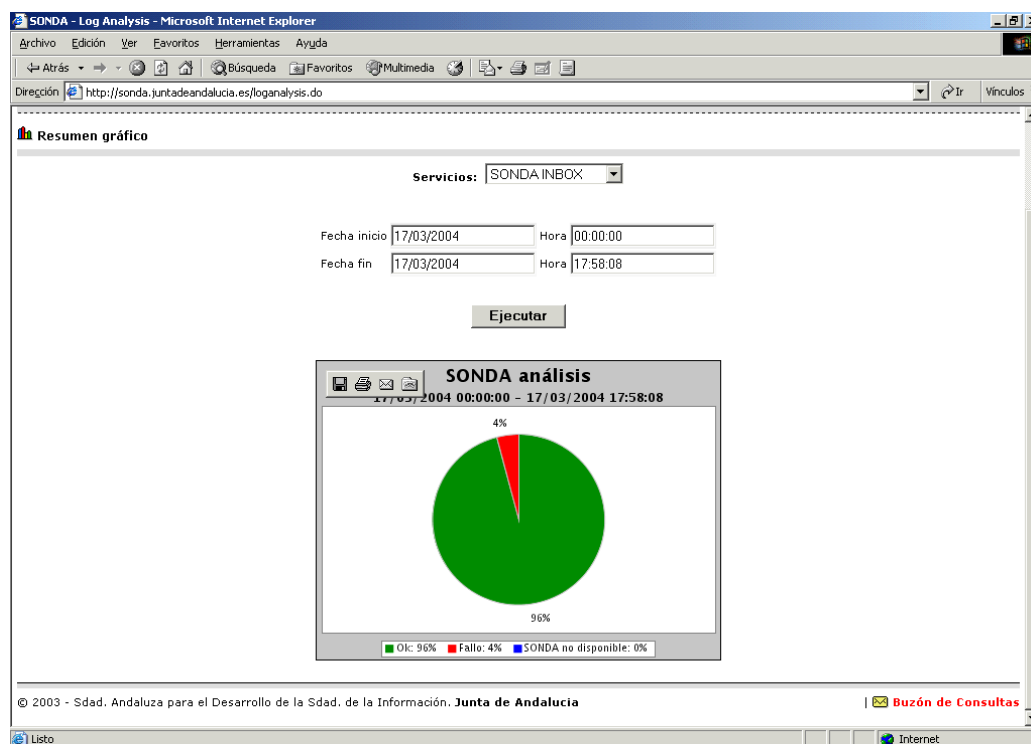 SONDA - Log Analysis - Microsoft Internet Explorer
Archivo Edición Ver Favoritos Herramientas Ayuda
Atrás Búsqueda Favoritos Multimedia
Dirección http://sonda.juntadeandalucia.es/loganalysis.do Ir Vínculos
Resumen gráfico
Servicios: SONDA INBOX
Fecha inicio 17/03/2004 Hora 00:00:00
Fecha fin 17/03/2004 Hora 17:58:08
Ejecutar
SONDA análisis
17/03/2004 00:00:00 - 17/03/2004 17:58:08
4%
96%
Ok: 96% Fallo: 4% SONDA no disponible: 0%
© 2003 - Sdad. Andaluza para el Desarrollo de la Sdad. de la Información. Junta de Andalucia | Buzón de Consultas
Listo Internet